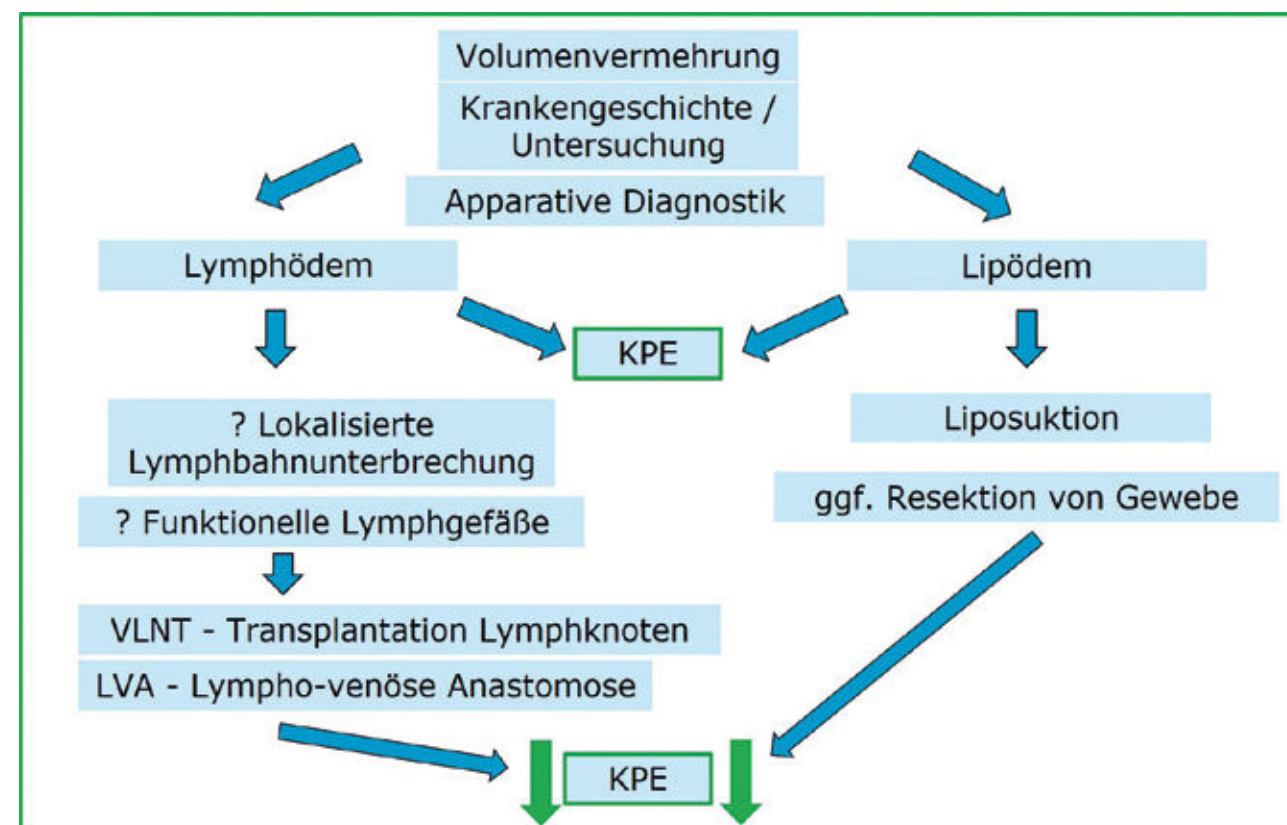 Volumenvermehrung
Krankengeschichte /
Untersuchung
Apparative Diagnostik
Lymphödem
Lipödem
KPE
? Lokalisierte
Lymphbahnunterbrechung
? Funktionelle Lymphgefäße
Liposuktion
ggf. Resektion von Gewebe
VLNT - Transplantation Lymphknoten
LVA - Lympho-venöse Anastomose
KPE